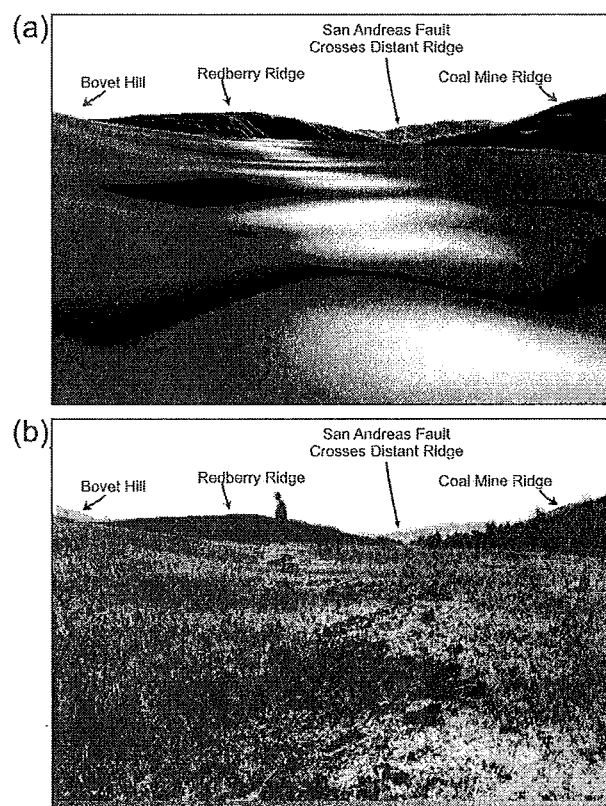 (a)
San Andreas Fault
Crosses Distant Ridge
Bovet Hill
Redberry Ridge
Coal Mine Ridge
(b)
San Andreas Fault
Crosses Distant Ridge
Bovet Hill
Redberry Ridge
Coal Mine Ridge